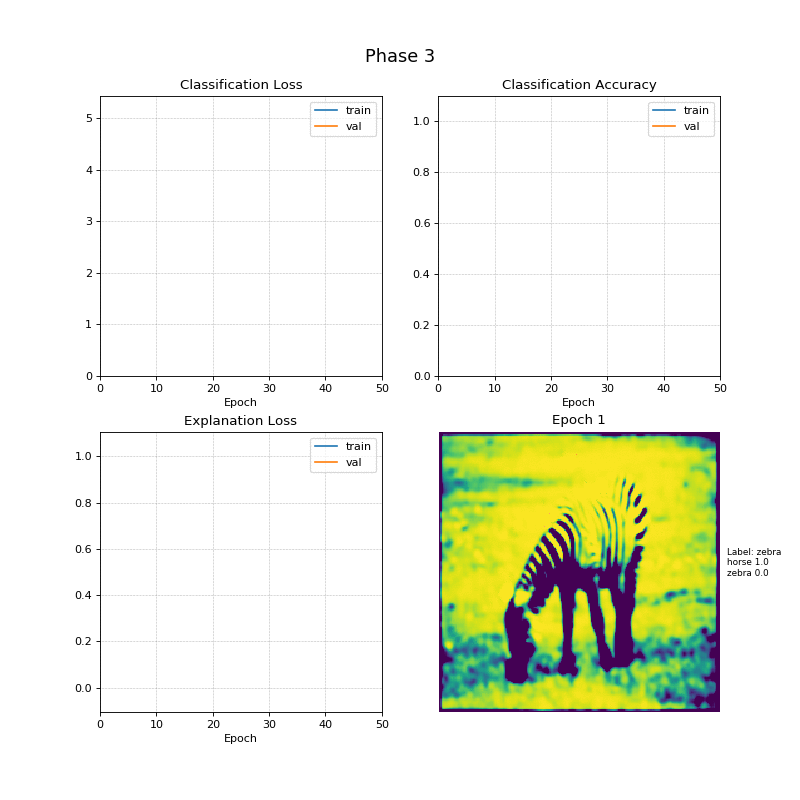 Phase 3
Classification Loss
train
val
5
4
3
2
1
0
0 10 20 30 40 50
Epoch
Classification Accuracy
train
val
1.0
0.8
0.6
0.4
0.2
0.0
0 10 20 30 40 50
Epoch
Explanation Loss
train
val
1.0
0.8
0.6
0.4
0.2
0.0
0 10 20 30 40 50
Epoch
Epoch 1
Label: zebra
horse 1.0
zebra 0.0